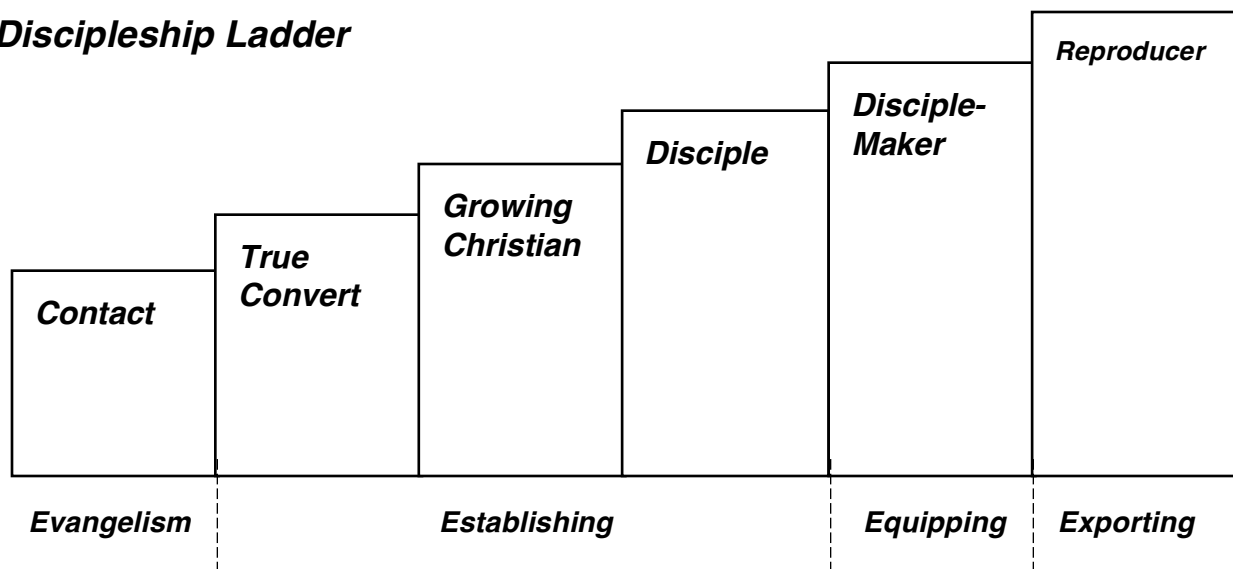 Discipleship Ladder
Reproducer
Disciple-
Maker
Disciple
Growing
Christian
True
Convert
Contact
Evangelism
Establishing
Equipping
Exporting